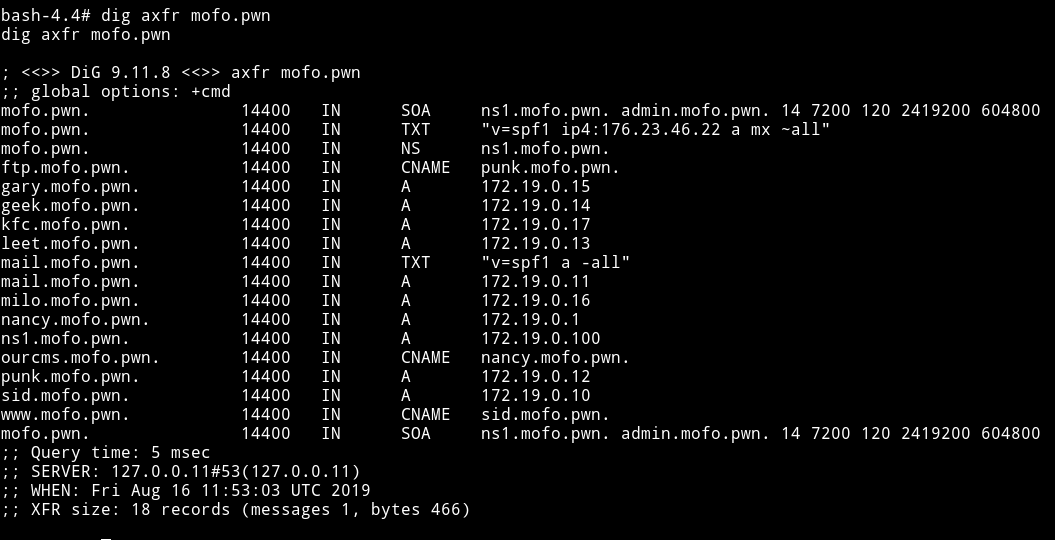 bash-4.4# dig axfr mofo.pwn
dig axfr mofo.pwn
; <<>> DiG 9.11.8 <<>> axfr mofo.pwn
;; global options: +cmd
mofo.pwn. 14400 IN SOA ns1.mofo.pwn. admin.mofo.pwn. 14 7200 120 2419200 604800
mofo.pwn. 14400 IN TXT "v=spf1 ip4:176.23.46.22 a mx ~all"
mofo.pwn. 14400 IN NS ns1.mofo.pwn.
ftp.mofo.pwn. 14400 IN CNAME punk.mofo.pwn.
gary.mofo.pwn. 14400 IN A 172.19.0.15
geek.mofo.pwn. 14400 IN A 172.19.0.14
kfc.mofo.pwn. 14400 IN A 172.19.0.17
leet.mofo.pwn. 14400 IN A 172.19.0.13
mail.mofo.pwn. 14400 IN TXT "v=spf1 a -all"
mail.mofo.pwn. 14400 IN A 172.19.0.11
milo.mofo.pwn. 14400 IN A 172.19.0.16
nancy.mofo.pwn. 14400 IN A 172.19.0.1
ns1.mofo.pwn. 14400 IN A 172.19.0.100
ourcms.mofo.pwn. 14400 IN CNAME nancy.mofo.pwn.
punk.mofo.pwn. 14400 IN A 172.19.0.12
sid.mofo.pwn. 14400 IN A 172.19.0.10
www.mofo.pwn. 14400 IN CNAME sid.mofo.pwn.
mofo.pwn. 14400 IN SOA ns1.mofo.pwn. admin.mofo.pwn. 14 7200 120 2419200 604800
;; Query time: 5 msec
;; SERVER: 127.0.0.11#53(127.0.0.11)
;; WHEN: Fri Aug 16 11:53:03 UTC 2019
;; XFR size: 18 records (messages 1, bytes 466)